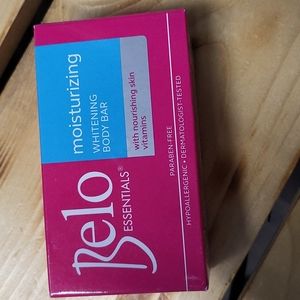 Belo
ESSENTIALS®
moisturizing
WHITENING
BODY BAR
with nourishing skin
vitamins
PARABEN-FREE
HYPOALLERGENIC • DERMATOLOGIST-TESTED